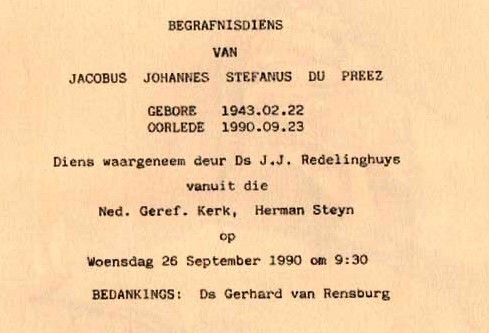 BEGRAFNISDIENS
VAN
JACOBUS JOHANNES STEFANUS DU PREEZ
GEBORE 1943.02.22
OORLEDE 1990.09.23
Diens waargeneem deur Ds J.J. Redelinghuys
vanuit die
Ned. Geref. Kerk, Herman Steyn
op
Woensdag 26 September 1990 om 9:30
BEDANKINGS: Ds Gerhard van Rensburg